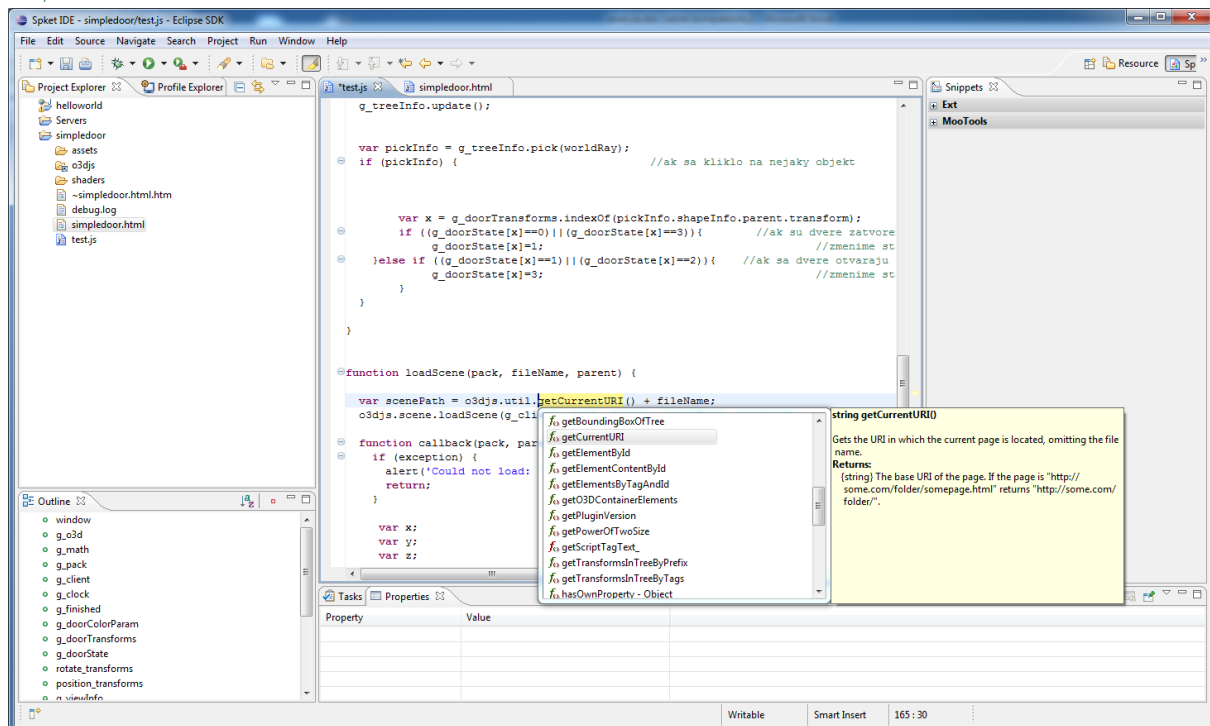 Spket IDE - simpledoor/test.js - Eclipse SDK
File Edit Source Navigate Search Project Run Window Help
Resource Sp »
Project Explorer Profile Explorer
helloworld
Servers
simpledoor
assets
o3djs
shaders
~simpledoor.html.htm
debug.log
simpledoor.html
test.js
*test.js simpledoor.html
g_treeInfo.update();
var pickInfo = g_treeInfo.pick(worldRay);
if (pickInfo) { //ak sa kliklo na nejaky objekt
var x = g_doorTransforms.indexOf(pickInfo.shapeInfo.parent.transform);
if ((g_doorState[x]==0)||(g_doorState[x]==3)){ //ak su dvere zatvore
g_doorState[x]=1; //zmenime st
}else if ((g_doorState[x]==1)||(g_doorState[x]==2)){ //ak sa dvere otvaraju
g_doorState[x]=3; //zmenime st
}
}
}
function loadScene(pack, fileName, parent) {
var scenePath = o3djs.util.getCurrentURI() + fileName;
o3djs.scene.loadScene(g_cli
function callback(pack, par
if (exception) {
alert('Could not load:
return;
}
var x;
var y;
var z;
getBoundingBoxOfTree
getCurrentURI
getElementById
getElementContentById
getElementsByTagAndId
getO3DContainerElements
getPluginVersion
getPowerOfTwoSize
getScriptTagText_
getTransformsInTreeByPrefix
getTransformsInTreeByTags
hasOwnProperty - Object
string getCurrentURI()
Gets the URI in which the current page is located, omitting the file
name.
Returns:
{string} The base URI of the page. If the page is "http://
some.com/folder/somepage.html" returns "http://some.com/
folder/".
Snippets
Ext
MooTools
Outline
window
g_o3d
g_math
g_pack
g_client
g_clock
g_finished
g_doorColorParam
g_doorTransforms
g_doorState
rotate_transforms
position_transforms
g_viewInfo
Tasks Properties
Property Value
Writable Smart Insert 165 : 30